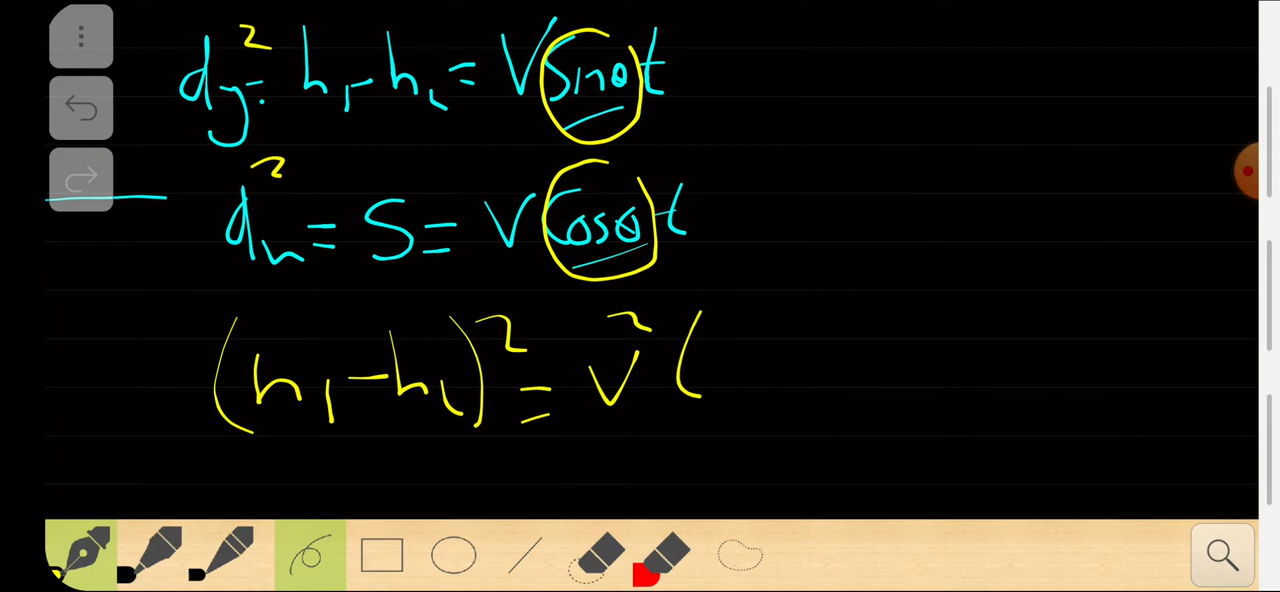 dy² = h₁ - h₂ = V Sinθ t
dₕ² = S = V Cosθ t
(h₁ - h₂)² = V² (